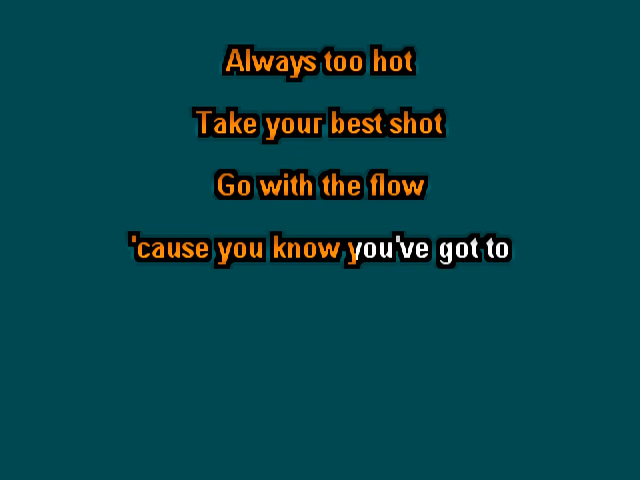 Always too hot
Take your best shot
Go with the flow
'cause you know you've got to